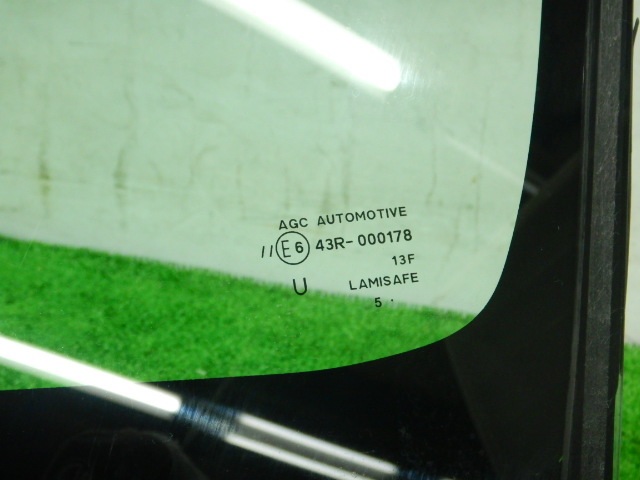 AGC AUTOMOTIVE
II E6 43R-000178
13F
U LAMISAFE
5 .